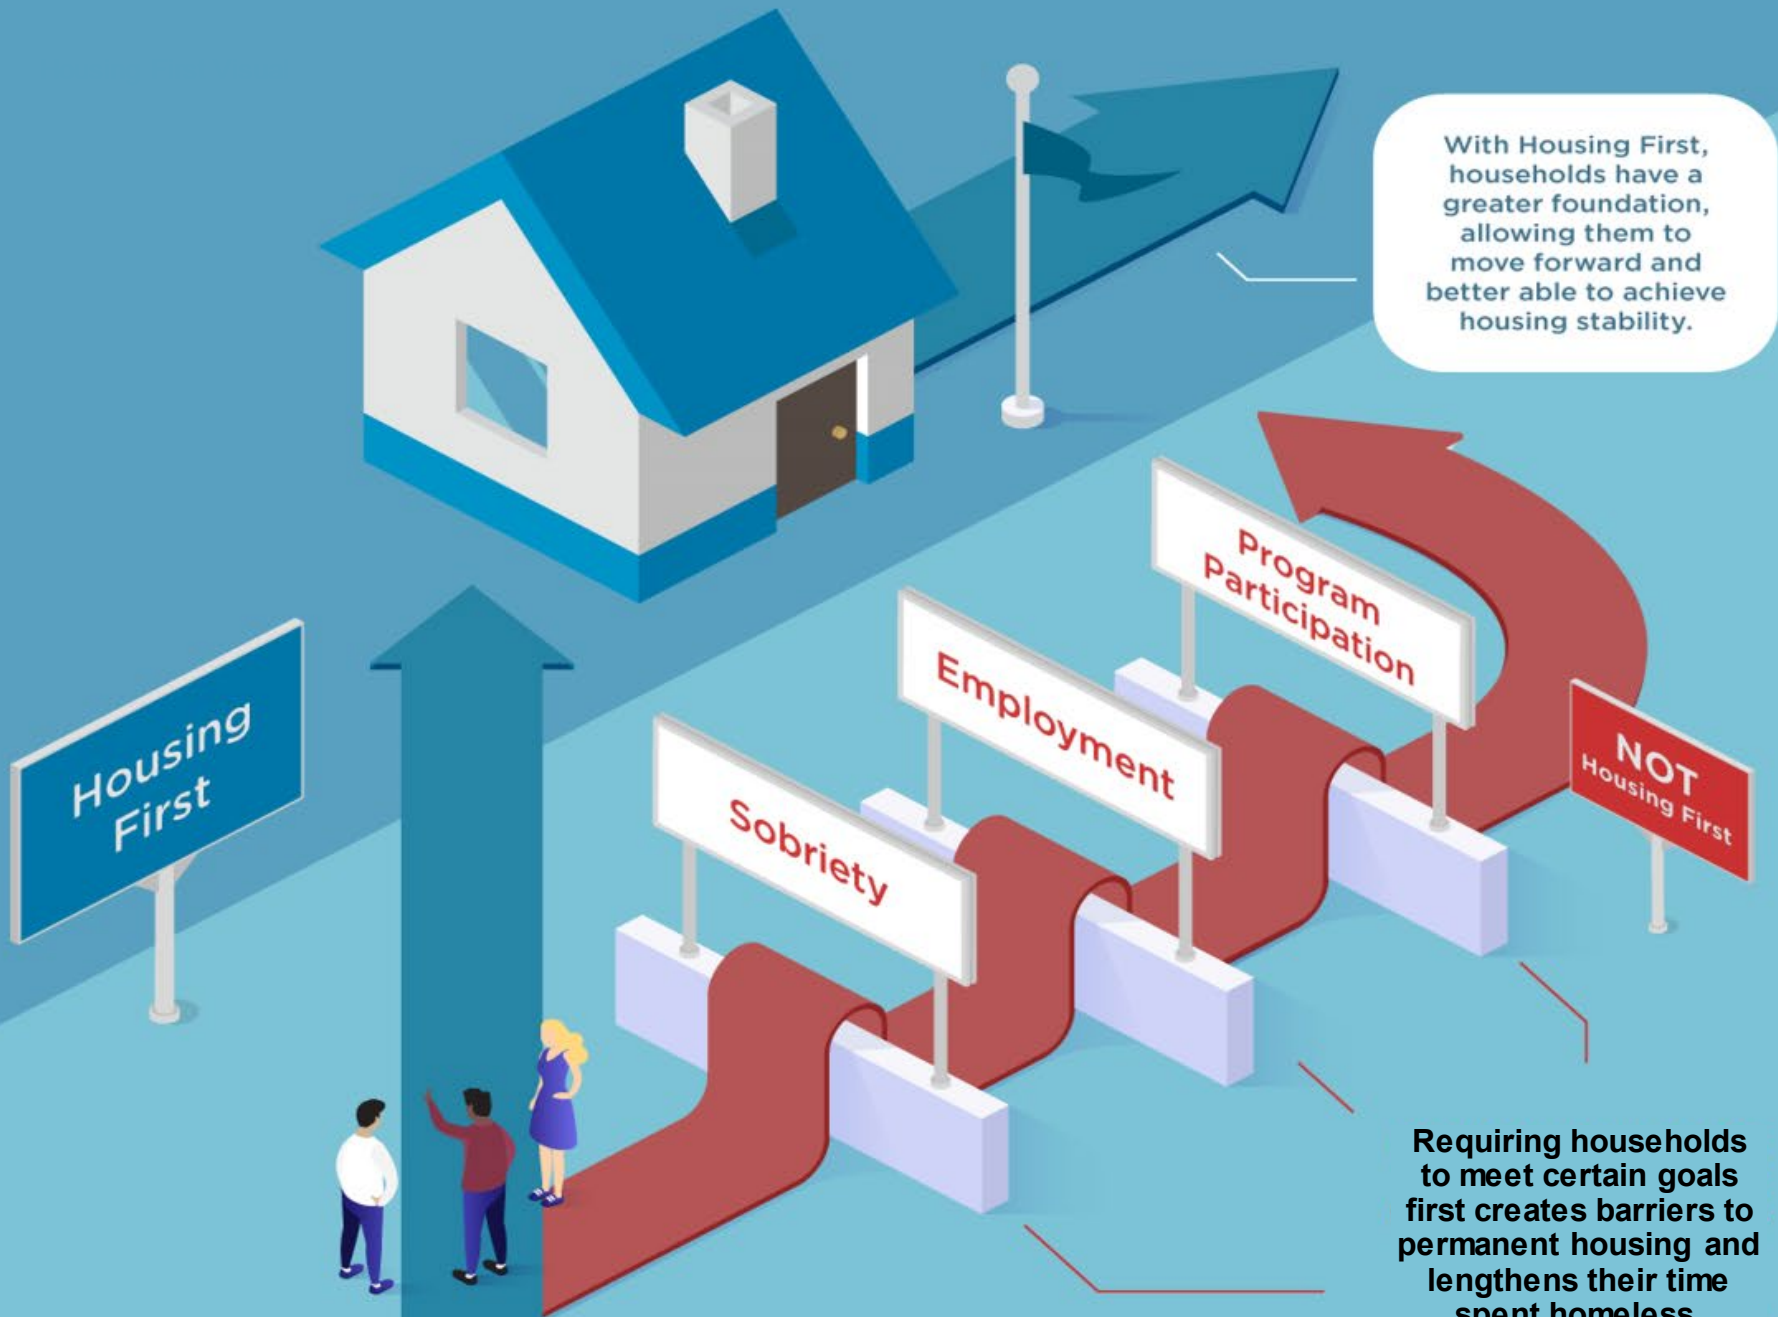 With Housing First,
households have a
greater foundation,
allowing them to
move forward and
better able to achieve
housing stability.
Housing
First
Sobriety
Employment
Program
Participation
NOT
Housing First
Requiring households
to meet certain goals
first creates barriers to
permanent housing and
lengthens their time
spent homeless